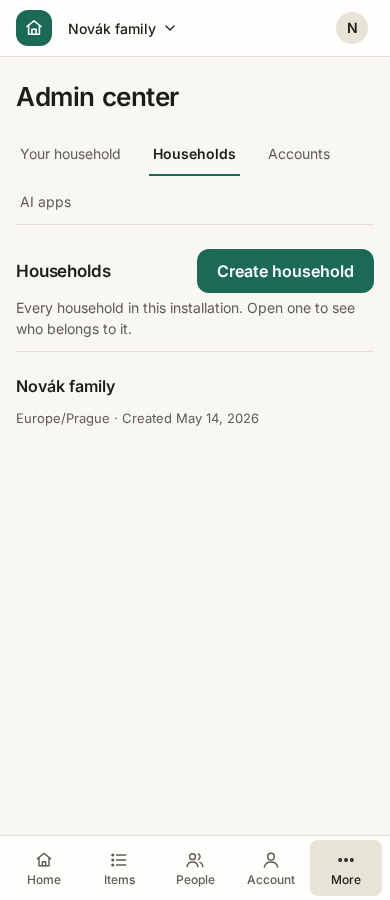 Novák family
N
Admin center
Your household
Households
Accounts
AI apps
Households
Create household
Every household in this installation. Open one to see
who belongs to it.
Novák family
Europe/Prague · Created May 14, 2026
Home
Items
People
Account
More